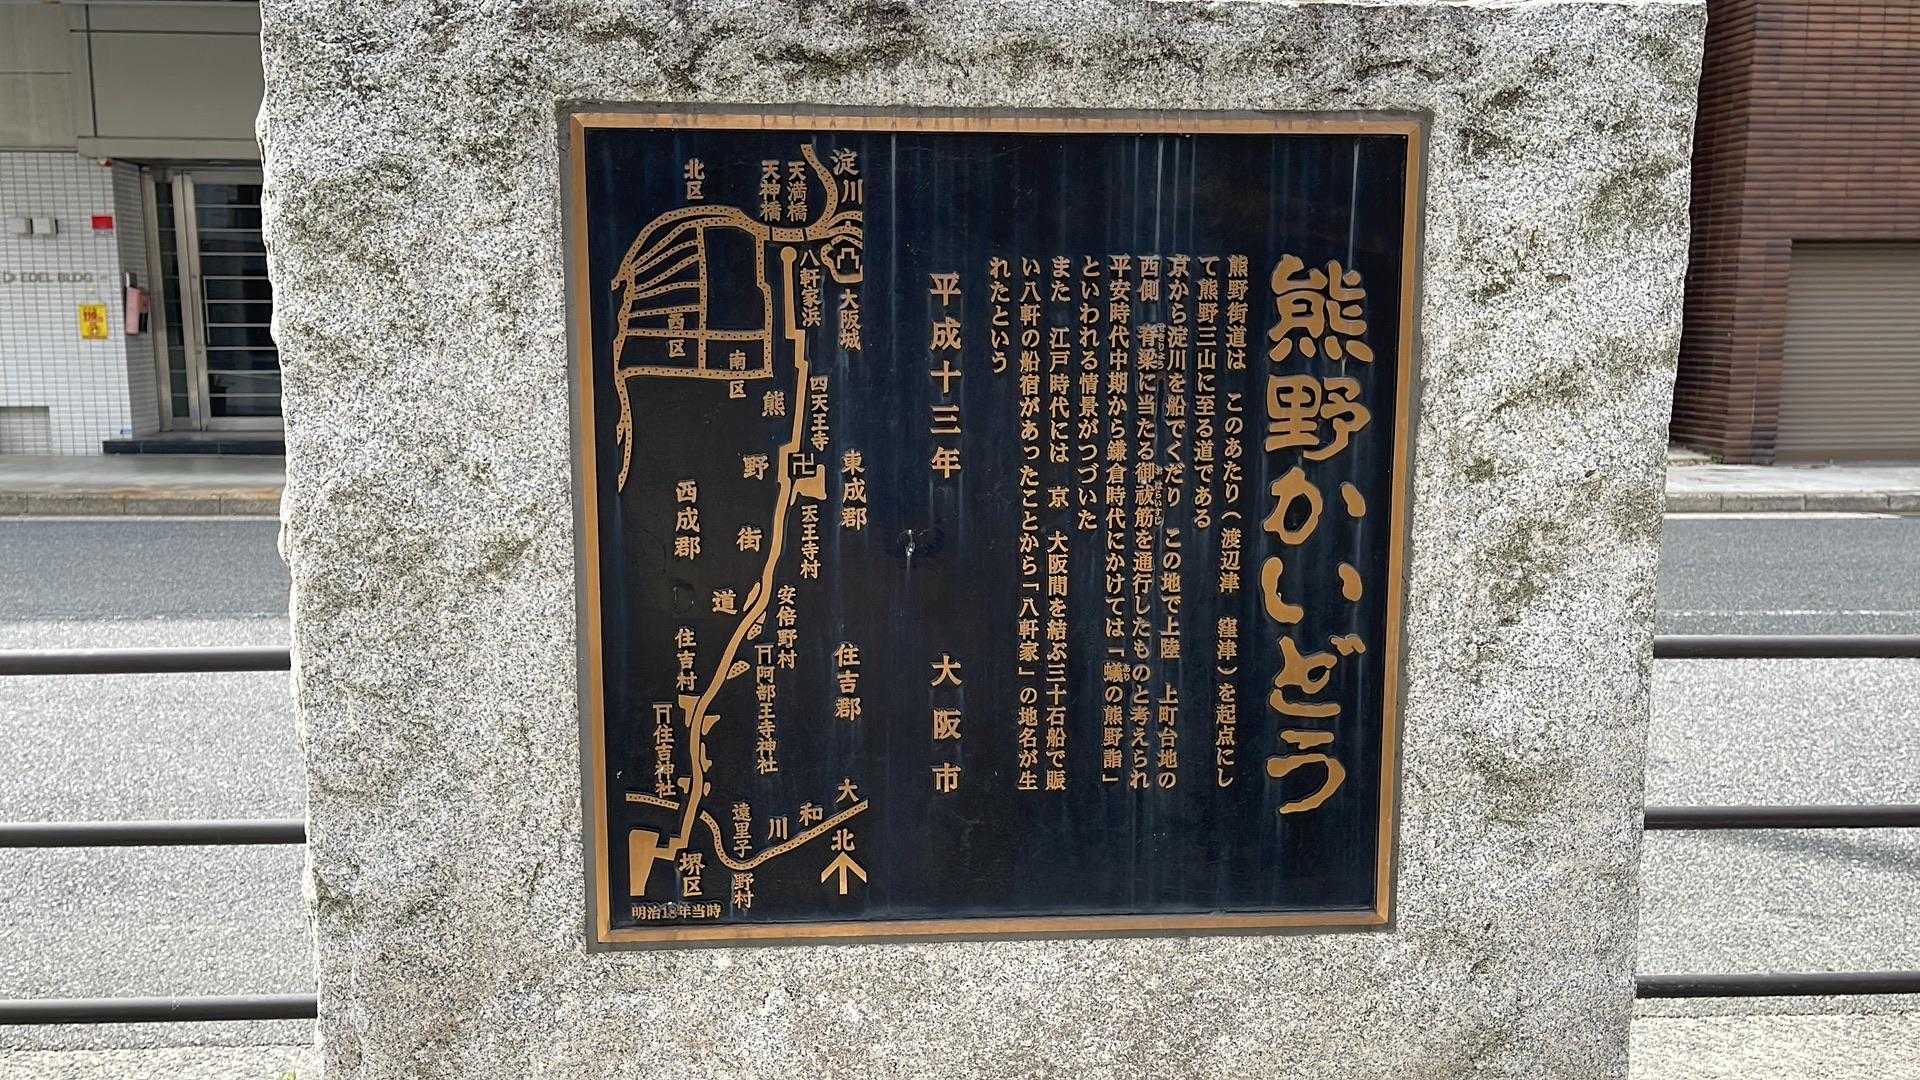 熊野かいどう
熊野街道は　このあたり（渡辺津　窪津）を起点にし
て熊野三山に至る道である
京から淀川を船でくだり　この地で上陸　上町台地の
西側　脊梁に当たる御祓筋を通行したものと考えられ
平安時代中期から鎌倉時代にかけては「蟻の熊野詣」
といわれる情景がつづいた
また　江戸時代には　京　大阪間を結ぶ三十石船で賑
い八軒の船宿があったことから「八軒家」の地名が生
れたという
平成十三年　大阪市
淀川
天満橋
天神橋
北区
八軒家浜
大阪城
西区
南区
四天王寺
熊野街道
東成郡
西成郡
天王寺村
安倍野村
阿部王寺神社
住吉郡
住吉村
住吉神社
大和川
遠里小野村
堺区
北
明治18年当時
EDEL BLDG